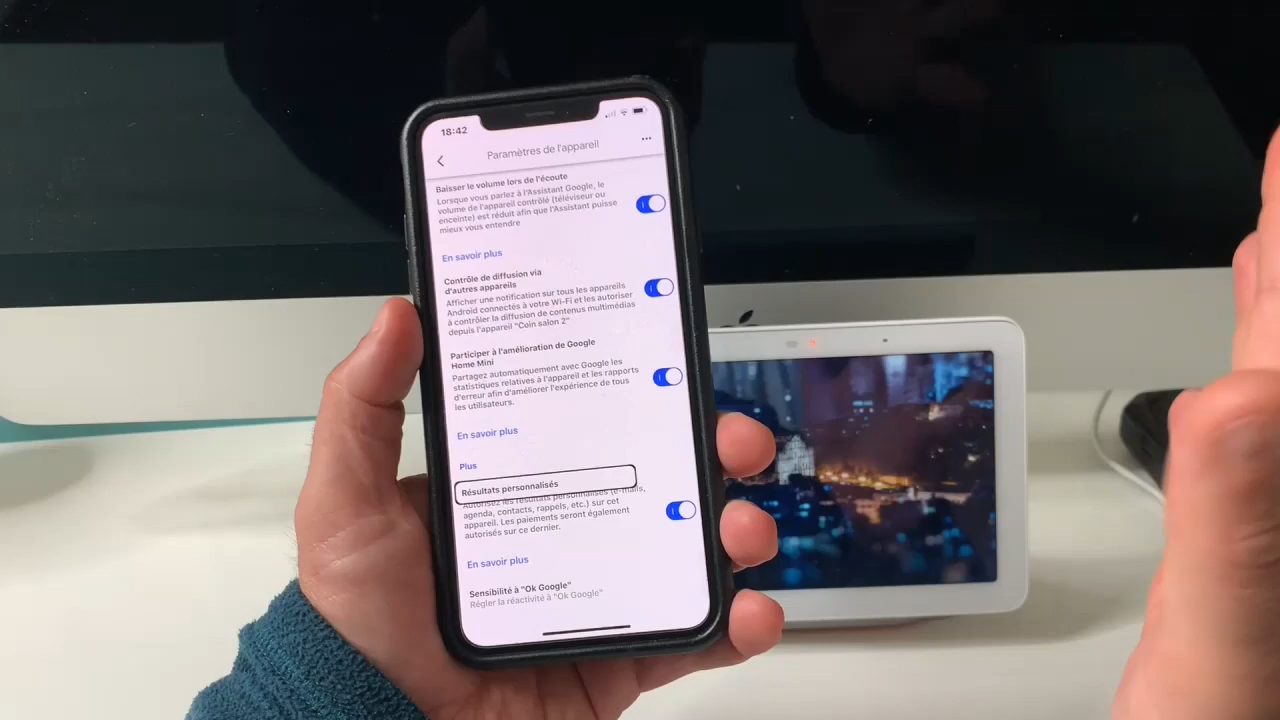 18:42
Paramètres de l'appareil
Baisser le volume lors de l'écoute
Lorsque vous parlez à l'Assistant Google, le
volume de l'appareil contrôlé (téléviseur ou
enceinte) est réduit afin que l'Assistant puisse
mieux vous entendre
En savoir plus
Contrôle de diffusion via
d'autres appareils
Afficher une notification sur tous les appareils
Android connectés à votre Wi-Fi et les autoriser
à contrôler la diffusion de contenus multimédias
depuis l'appareil "Coin salon 2"
Participer à l'amélioration de Google
Home Mini
Partagez automatiquement avec Google les
statistiques relatives à l'appareil et les rapports
d'erreur afin d'améliorer l'expérience de tous
les utilisateurs.
En savoir plus
Plus
Résultats personnalisés
Autorisez les résultats personnalisés (e-mails,
agenda, contacts, rappels, etc.) sur cet
appareil. Les paiements seront également
autorisés sur ce dernier.
En savoir plus
Sensibilité à "Ok Google"
Régler la réactivité à "Ok Google"